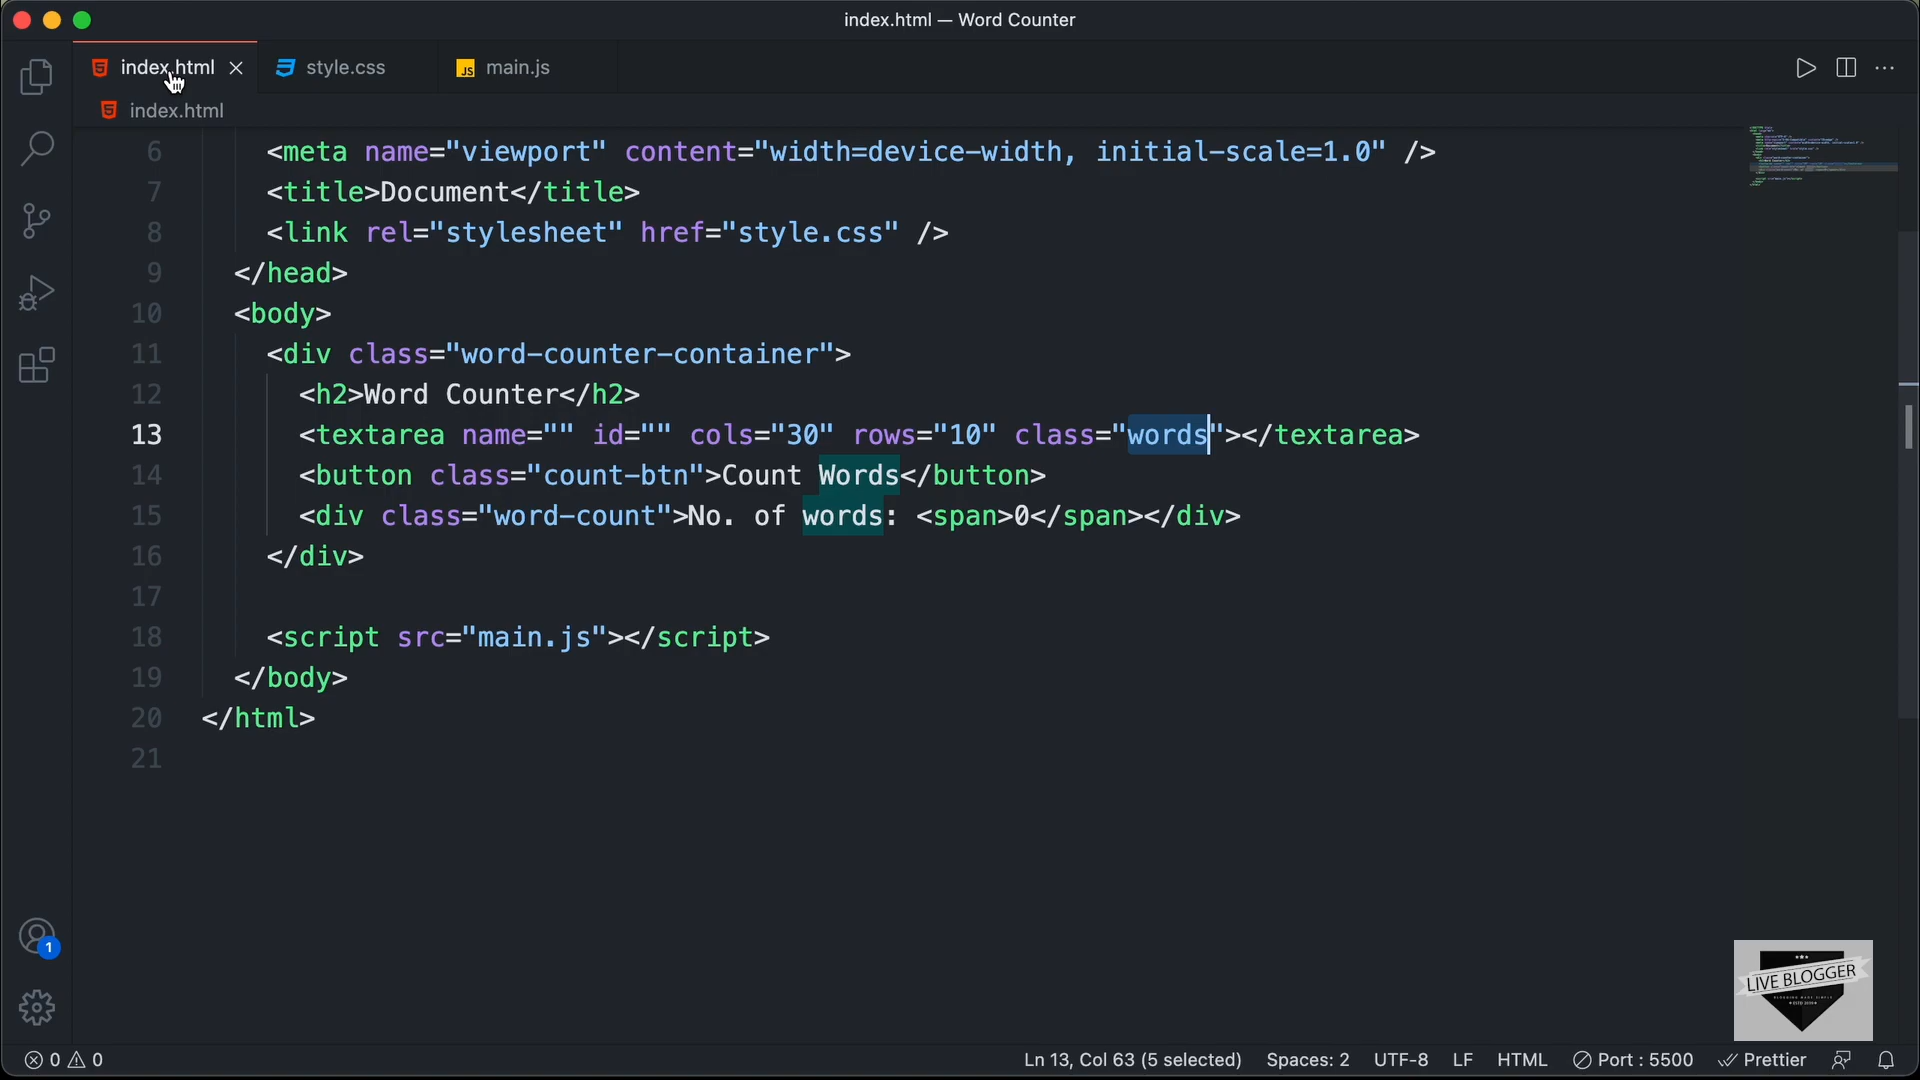 index.html — Word Counter
index.html style.css JS main.js
index.html
6 <meta name="viewport" content="width=device-width, initial-scale=1.0" />
7 <title>Document</title>
8 <link rel="stylesheet" href="style.css" />
9 </head>
10 <body>
11 <div class="word-counter-container">
12 <h2>Word Counter</h2>
13 <textarea name="" id="" cols="30" rows="10" class="words"></textarea>
14 <button class="count-btn">Count Words</button>
15 <div class="word-count">No. of words: <span>0</span></div>
16 </div>
17
18 <script src="main.js"></script>
19 </body>
20 </html>
21
1
LIVE BLOGGER
0 0 Ln 13, Col 63 (5 selected) Spaces: 2 UTF-8 LF HTML Port : 5500 Prettier